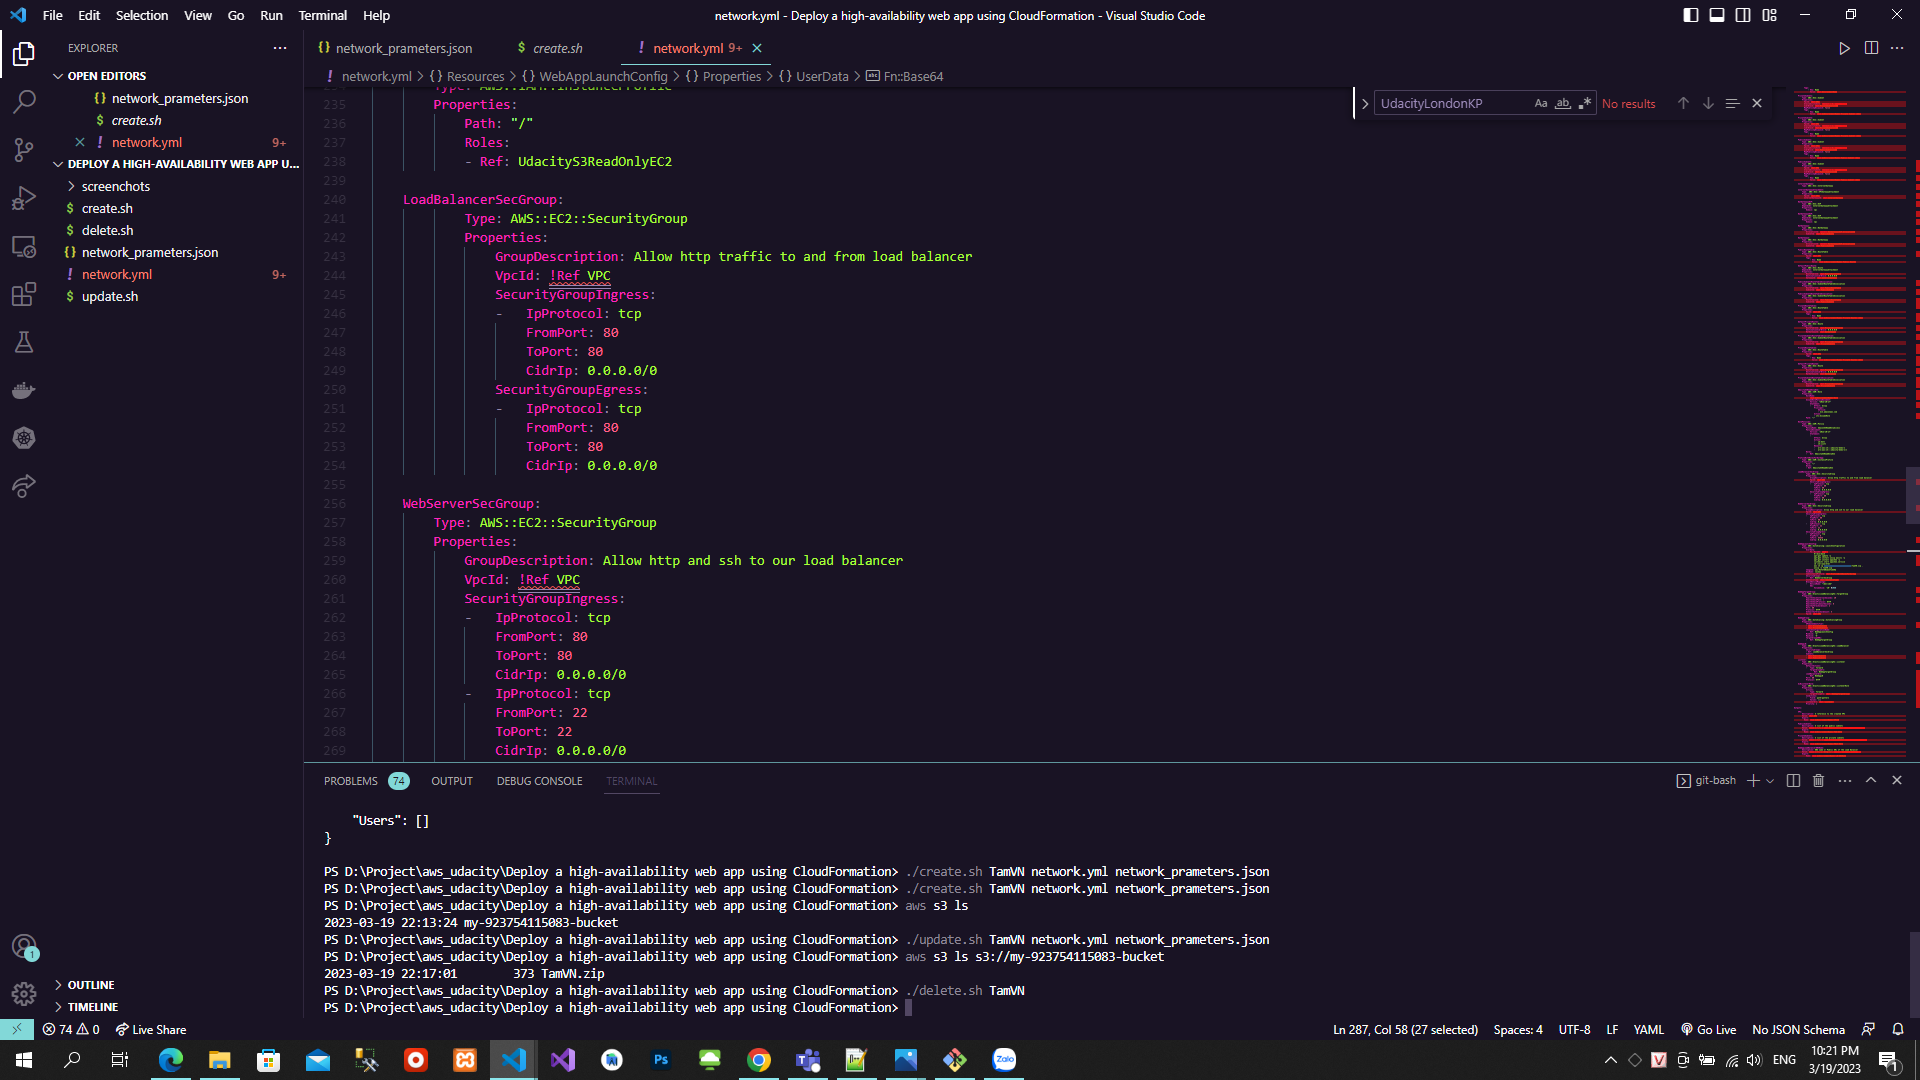 File Edit Selection View Go Run Terminal Help
network.yml - Deploy a high-availability web app using CloudFormation - Visual Studio Code
EXPLORER
OPEN EDITORS
{} network_prameters.json
$ create.sh
! network.yml 9+
DEPLOY A HIGH-AVAILABILITY WEB APP U...
screenchots
$ create.sh
$ delete.sh
{} network_prameters.json
! network.yml 9+
$ update.sh
OUTLINE
TIMELINE
{} network_prameters.json $ create.sh ! network.yml 9+
! network.yml > {} Resources > {} WebAppLaunchConfig > {} Properties > {} UserData > Fn::Base64
UdacityLondonKP Aa ab .* No results
234 Type: AWS::IAM::InstanceProfile
235 Properties:
236 Path: "/"
237 Roles:
238 - Ref: UdacityS3ReadOnlyEC2
239
240 LoadBalancerSecGroup:
241 Type: AWS::EC2::SecurityGroup
242 Properties:
243 GroupDescription: Allow http traffic to and from load balancer
244 VpcId: !Ref VPC
245 SecurityGroupIngress:
246 - IpProtocol: tcp
247 FromPort: 80
248 ToPort: 80
249 CidrIp: 0.0.0.0/0
250 SecurityGroupEgress:
251 - IpProtocol: tcp
252 FromPort: 80
253 ToPort: 80
254 CidrIp: 0.0.0.0/0
255
256 WebServerSecGroup:
257 Type: AWS::EC2::SecurityGroup
258 Properties:
259 GroupDescription: Allow http and ssh to our load balancer
260 VpcId: !Ref VPC
261 SecurityGroupIngress:
262 - IpProtocol: tcp
263 FromPort: 80
264 ToPort: 80
265 CidrIp: 0.0.0.0/0
266 - IpProtocol: tcp
267 FromPort: 22
268 ToPort: 22
269 CidrIp: 0.0.0.0/0
PROBLEMS 74 OUTPUT DEBUG CONSOLE TERMINAL
git-bash
"Users": []
}
PS D:\Project\aws_udacity\Deploy a high-availability web app using CloudFormation> ./create.sh TamVN network.yml network_prameters.json
PS D:\Project\aws_udacity\Deploy a high-availability web app using CloudFormation> ./create.sh TamVN network.yml network_prameters.json
PS D:\Project\aws_udacity\Deploy a high-availability web app using CloudFormation> aws s3 ls
2023-03-19 22:13:24 my-923754115083-bucket
PS D:\Project\aws_udacity\Deploy a high-availability web app using CloudFormation> ./update.sh TamVN network.yml network_prameters.json
PS D:\Project\aws_udacity\Deploy a high-availability web app using CloudFormation> aws s3 ls s3://my-923754115083-bucket
2023-03-19 22:17:01 373 TamVN.zip
PS D:\Project\aws_udacity\Deploy a high-availability web app using CloudFormation> ./delete.sh TamVN
PS D:\Project\aws_udacity\Deploy a high-availability web app using CloudFormation>
1
74 0 Live Share
Ln 287, Col 58 (27 selected) Spaces: 4 UTF-8 LF YAML Go Live No JSON Schema
Ps
Zalo
V
ENG
10:21 PM
3/19/2023
1